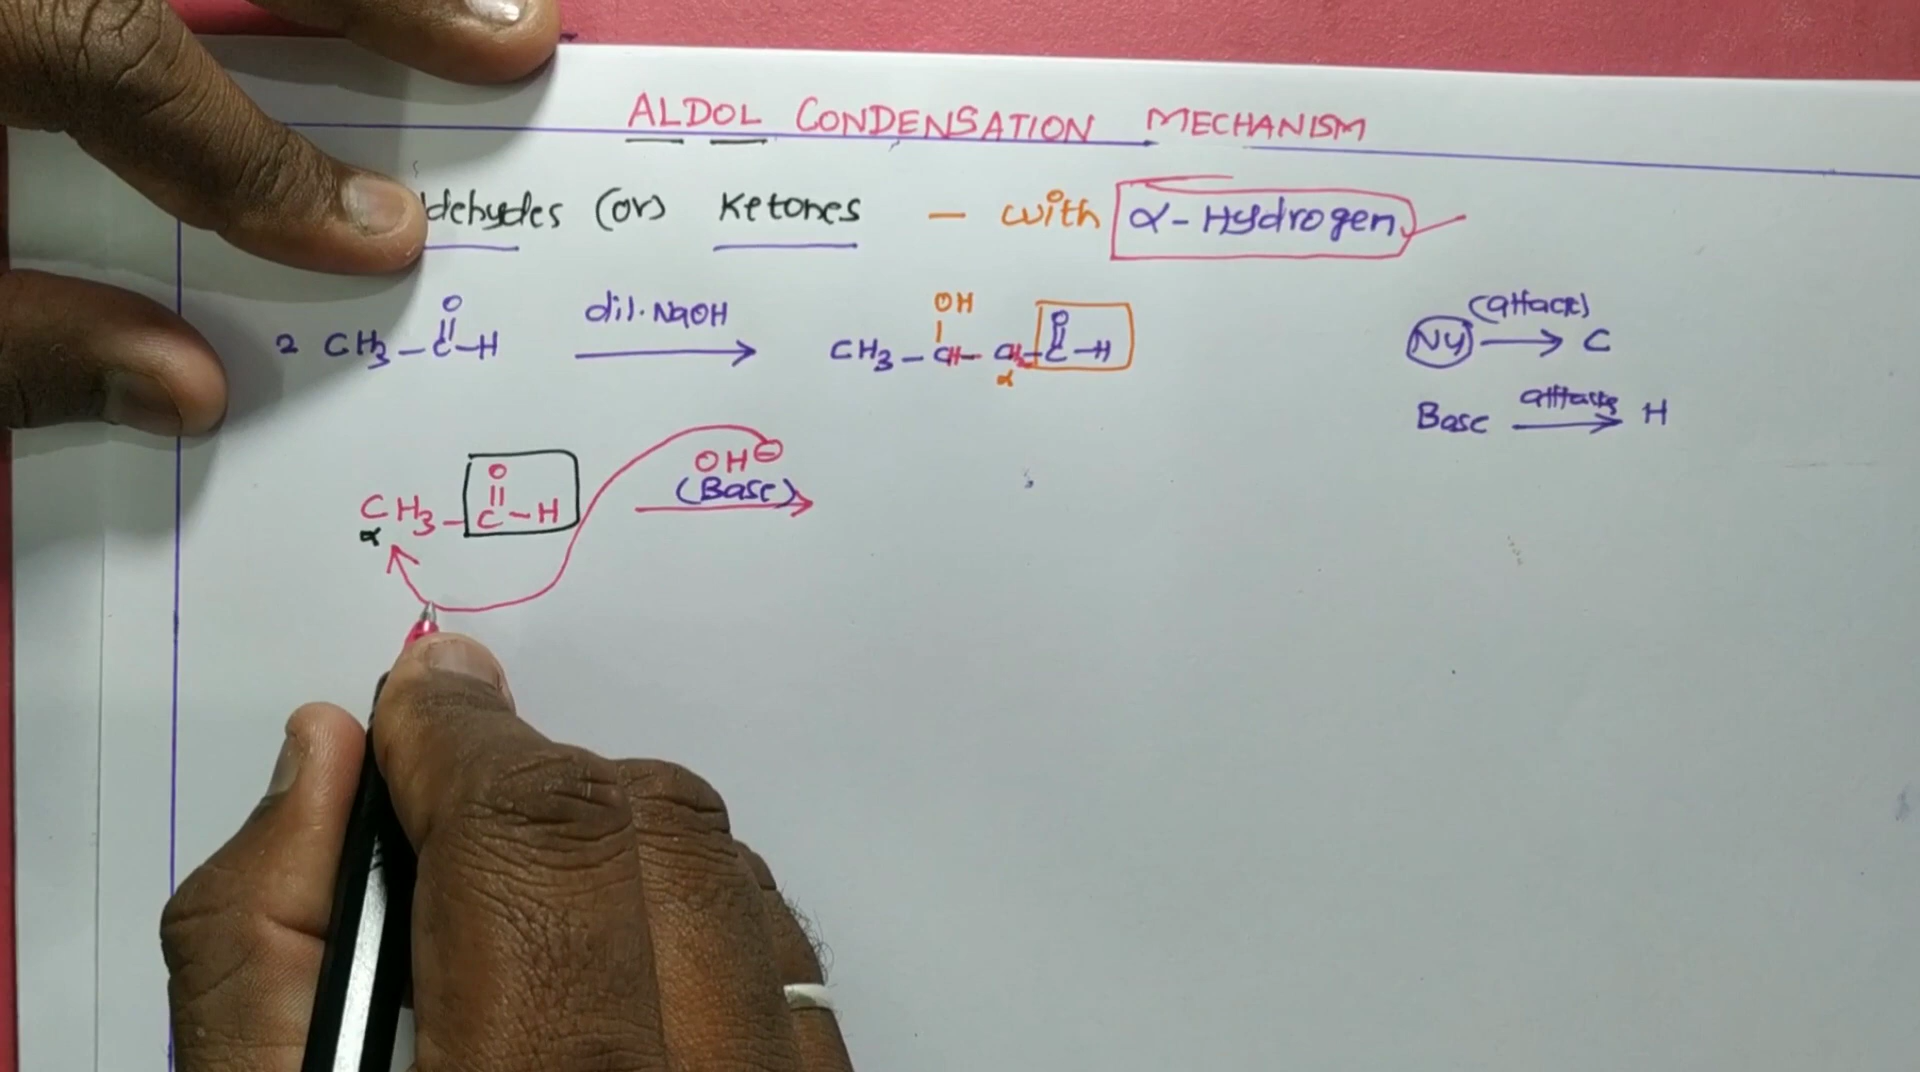 ALDOL CONDENSATION MECHANISM
ldehydes (or) Ketones - with α-Hydrogen
O
2 CH3-C-H dil. NaOH → OH
CH3-CH-CH2-C-H
O
α
(attack)
Nu → C
Base attacks → H
O
CH3-C-H
α
OH⊖
(Base) →